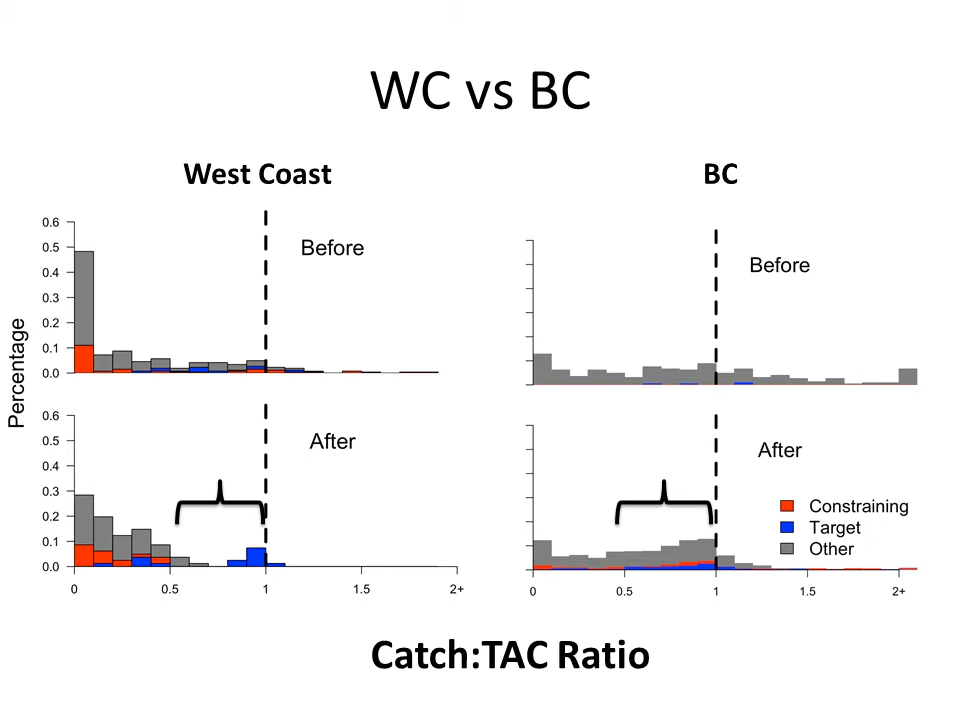 WC vs BC
West Coast
BC
Percentage
0.6
0.5
0.4
0.3
0.2
0.1
0.0
Before
Before
0.6
0.5
0.4
0.3
0.2
0.1
0.0
After
After
Constraining
Target
Other
0 0.5 1 1.5 2+
0 0.5 1 1.5 2+
Catch:TAC Ratio